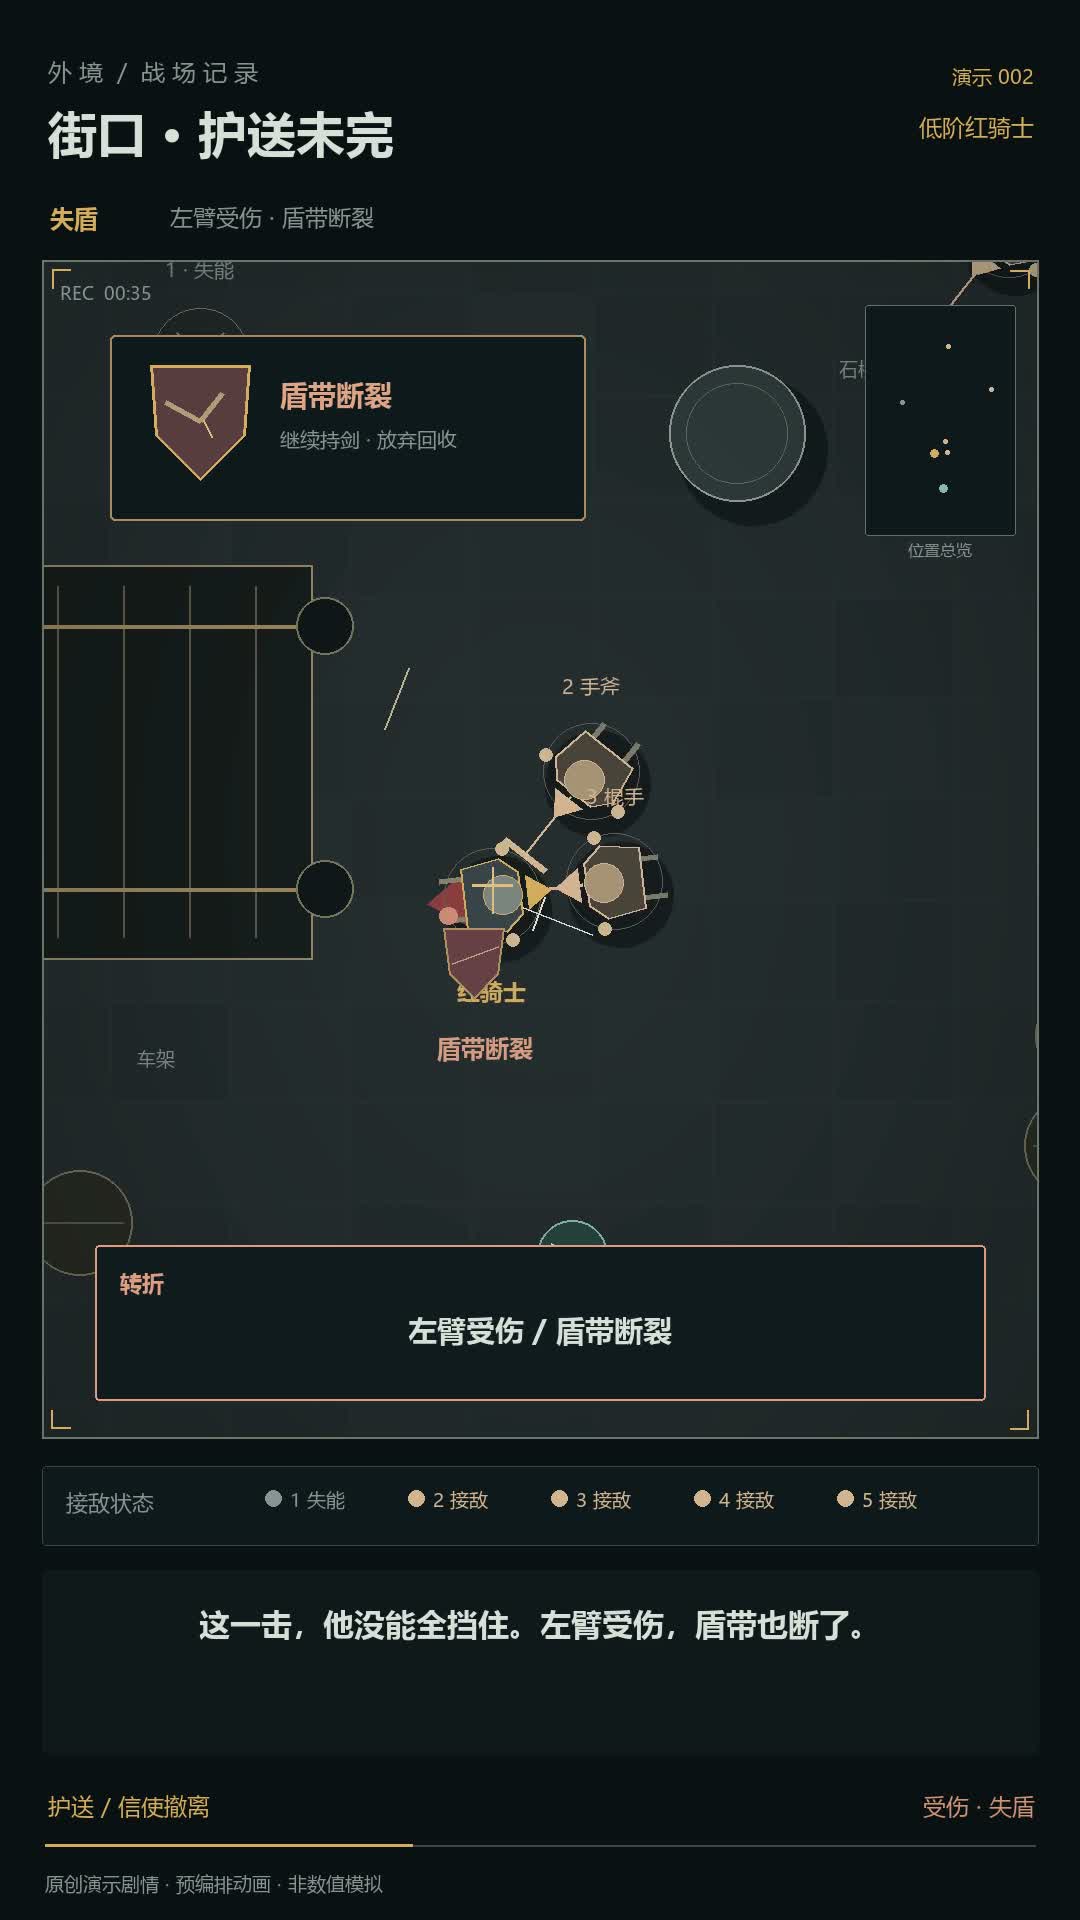 外境 / 战场记录
演示 002
街口・护送未完
低阶红骑士
失盾
左臂受伤 · 盾带断裂
1 · 失能
REC 00:35
盾带断裂
继续持剑 · 放弃回收
石
位置总览
2 手斧
3 棍手
红骑士
盾带断裂
车架
转折
左臂受伤 / 盾带断裂
接敌状态
1 失能
2 接敌
3 接敌
4 接敌
5 接敌
这一击，他没能全挡住。左臂受伤，盾带也断了。
护送 / 信使撤离
受伤 · 失盾
原创演示剧情 · 预编排动画 · 非数值模拟